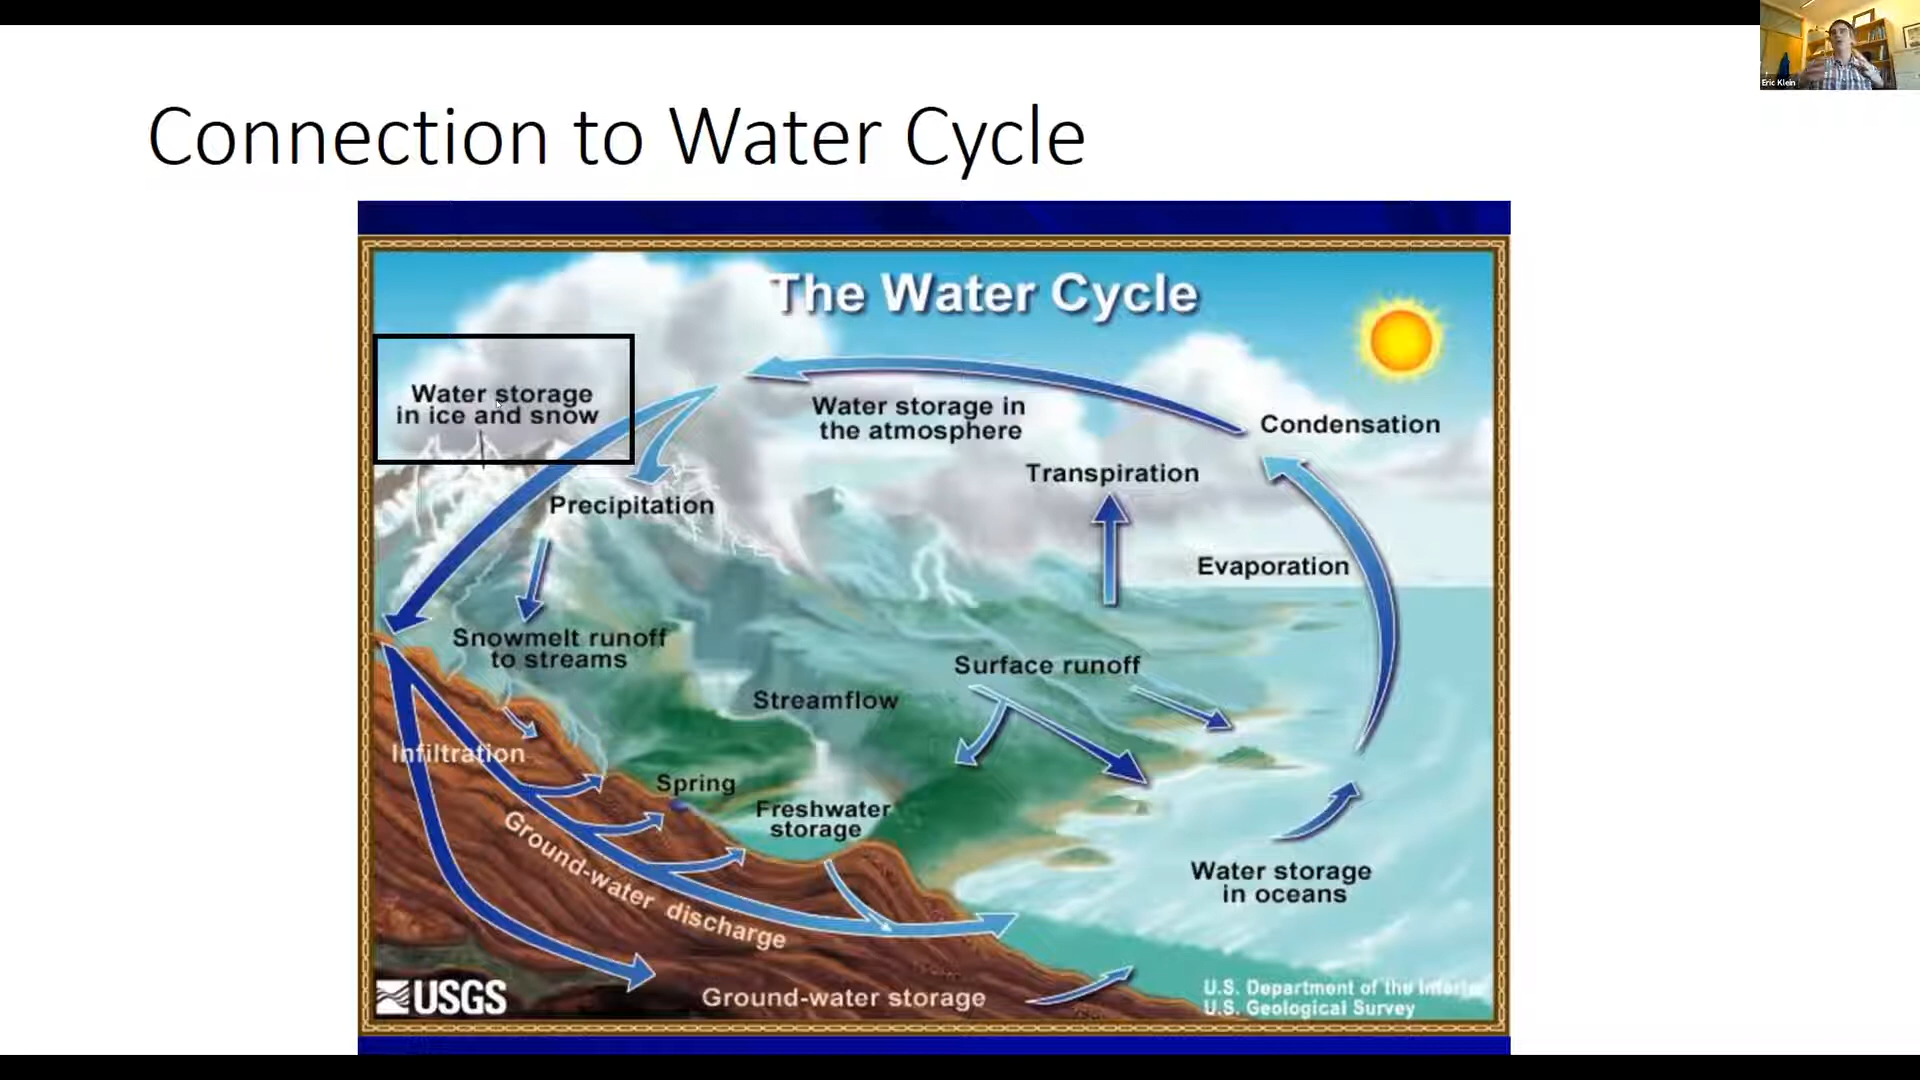 Eric Klein
Connection to Water Cycle
The Water Cycle
Water storage
in ice and snow
Water storage in
the atmosphere
Condensation
Transpiration
Precipitation
Evaporation
Snowmelt runoff
to streams
Surface runoff
Streamflow
Infiltration
Spring
Freshwater
storage
Ground-water discharge
Water storage
in oceans
USGS
Ground-water storage
U.S. Department of the Interior
U.S. Geological Survey